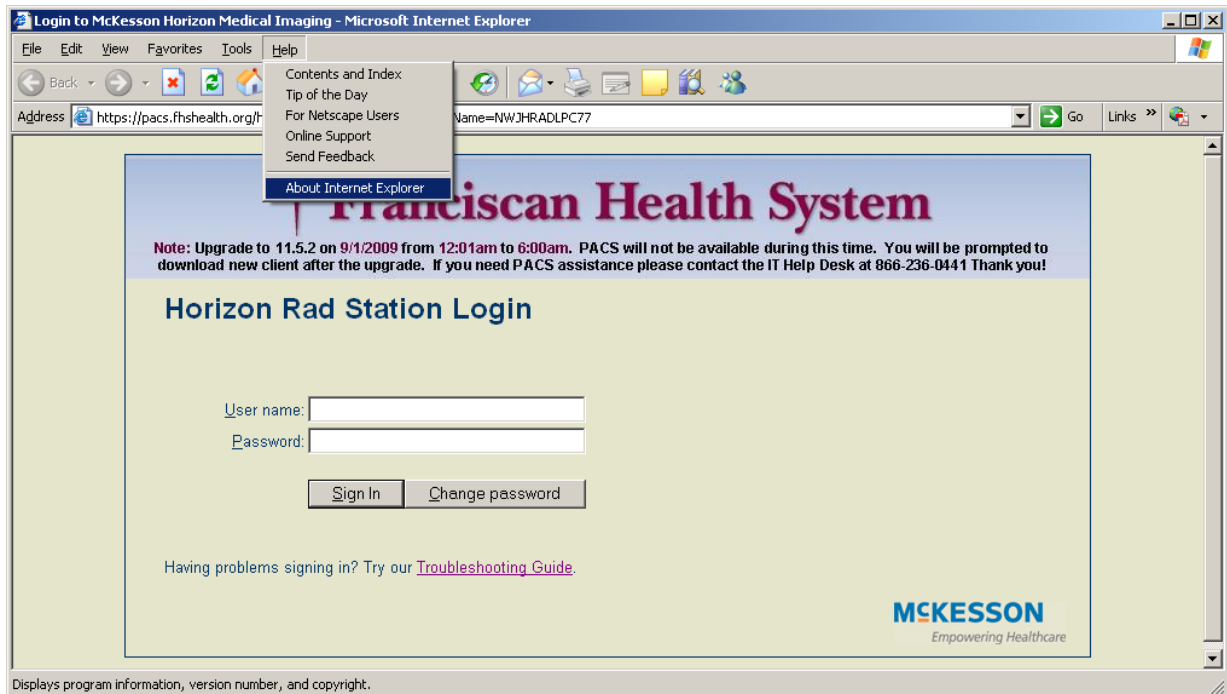 Login to McKesson Horizon Medical Imaging - Microsoft Internet Explorer
File Edit View Favorites Tools Help
Back
Contents and Index
Tip of the Day
For Netscape Users
Online Support
Send Feedback
About Internet Explorer
Address https://pacs.fhshealth.org/ Name=NWJHRADLPC77 Go Links »
Franciscan Health System
Note: Upgrade to 11.5.2 on 9/1/2009 from 12:01am to 6:00am. PACS will not be available during this time. You will be prompted to
download new client after the upgrade. If you need PACS assistance please contact the IT Help Desk at 866-236-0441 Thank you!
Horizon Rad Station Login
User name:
Password:
Sign In Change password
Having problems signing in? Try our Troubleshooting Guide.
MCKESSON
Empowering Healthcare
Displays program information, version number, and copyright.